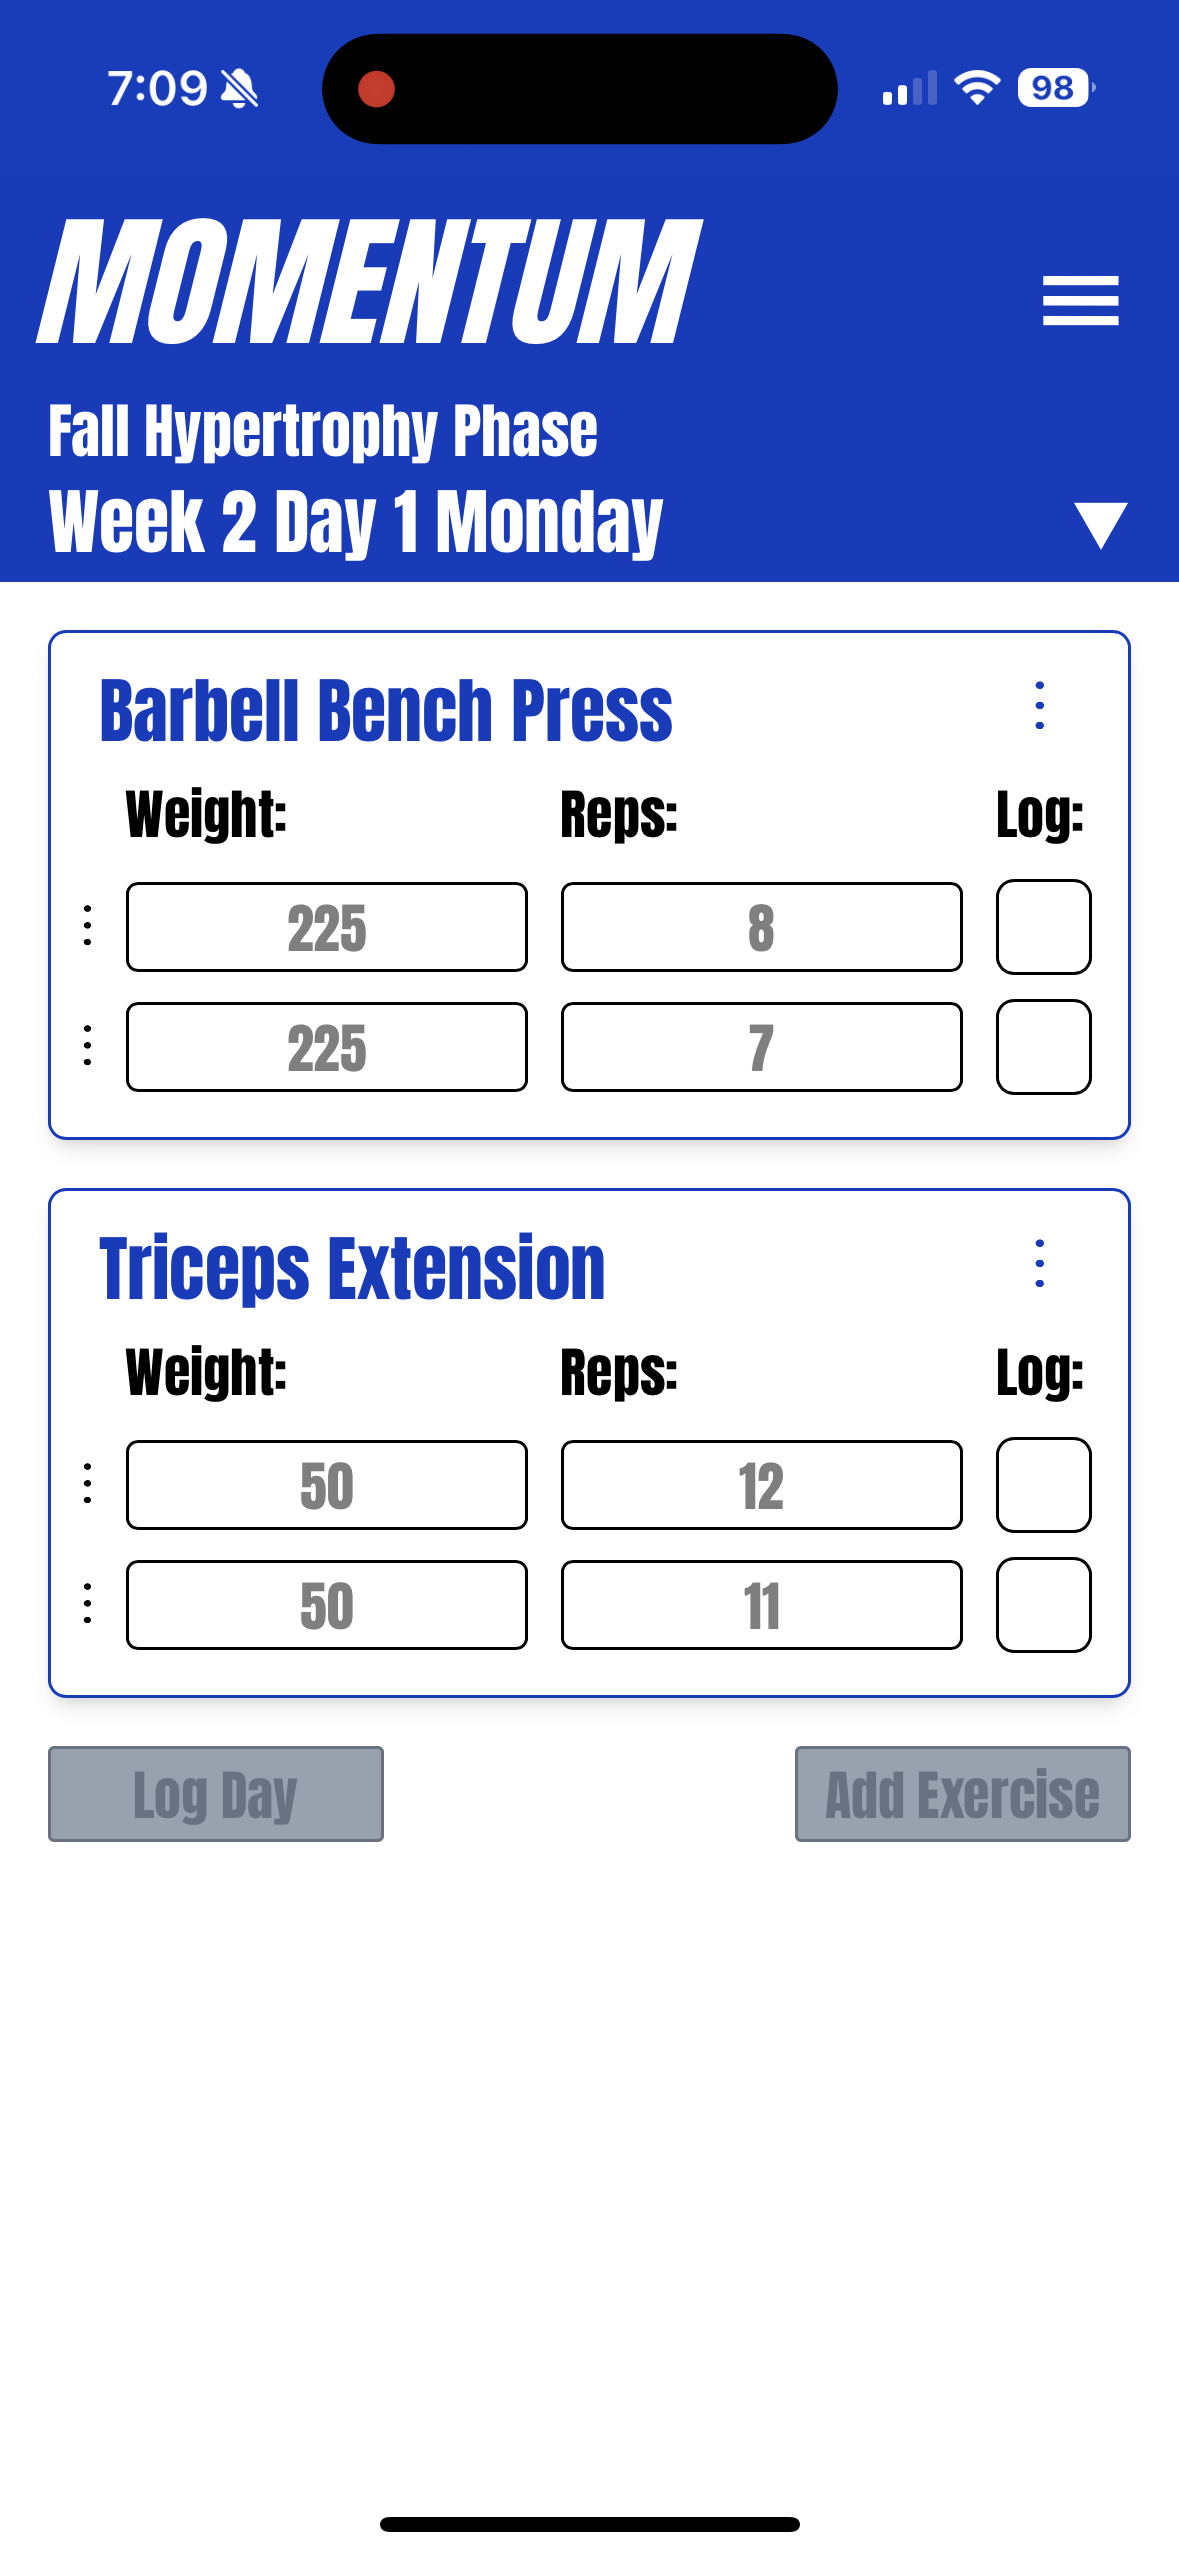 7:09 98
MOMENTUM
Fall Hypertrophy Phase
Week 2 Day 1 Monday
Barbell Bench Press
Weight: Reps: Log:
225 8
225 7
Triceps Extension
Weight: Reps: Log:
50 12
50 11
Log Day Add Exercise